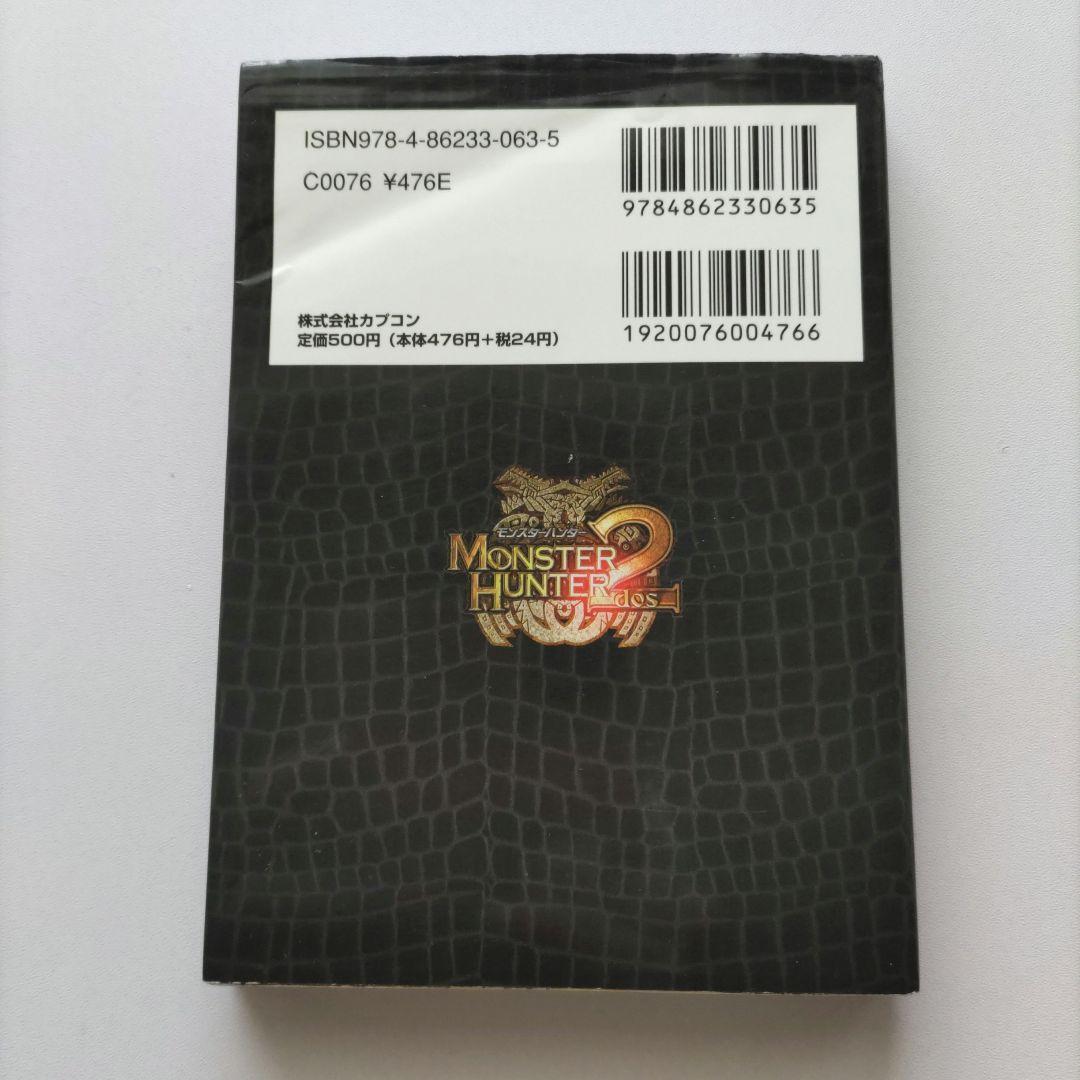 ISBN978-4-86233-063-5
C0076 ¥476E
9784862330635
1920076004766
株式会社カプコン
定価500円（本体476円＋税24円）
モンスターハンター
MONSTER
HUNTER 2
dos